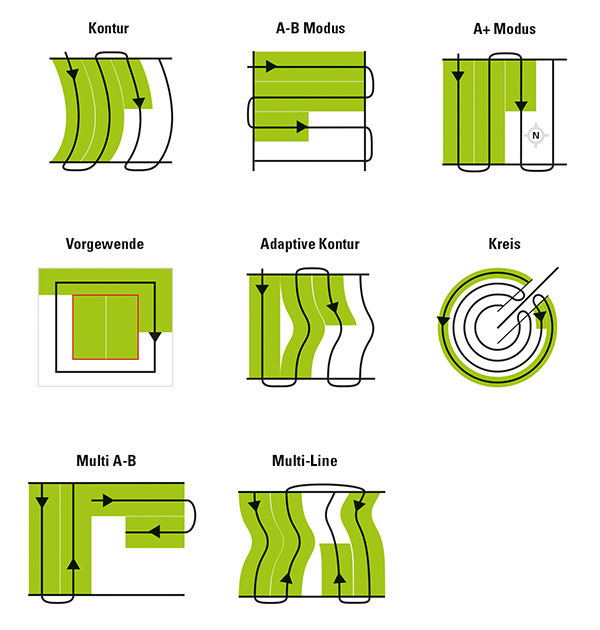 Kontur
A-B Modus
A+ Modus
N
Vorgewende
Adaptive Kontur
Kreis
Multi A-B
Multi-Line